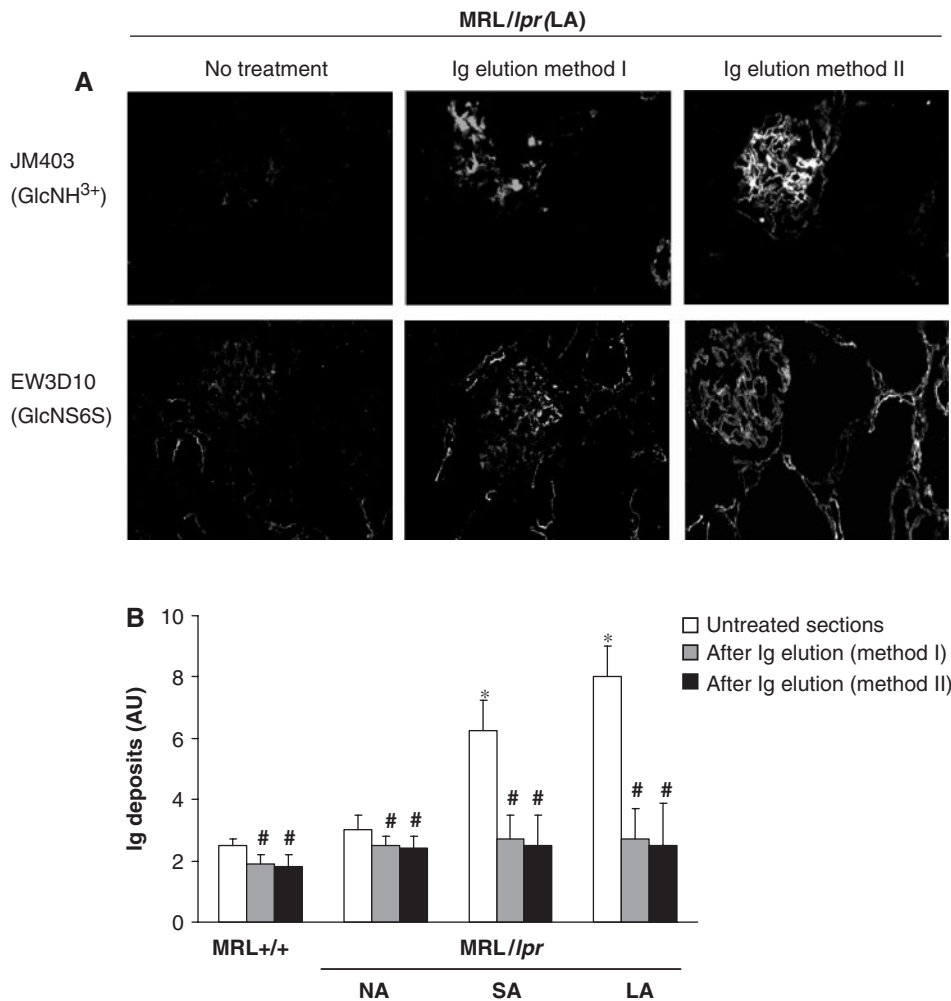 MRL/lpr (LA)
A
No treatment
Ig elution method I
Ig elution method II
JM403
(GlcNH³⁺)
EW3D10
(GlcNS6S)
B
Ig deposits (AU)
10
8
6
4
2
0
Untreated sections
After Ig elution (method I)
After Ig elution (method II)
# #
# #
*
# #
*
# #
MRL+/+
MRL/lpr
NA
SA
LA